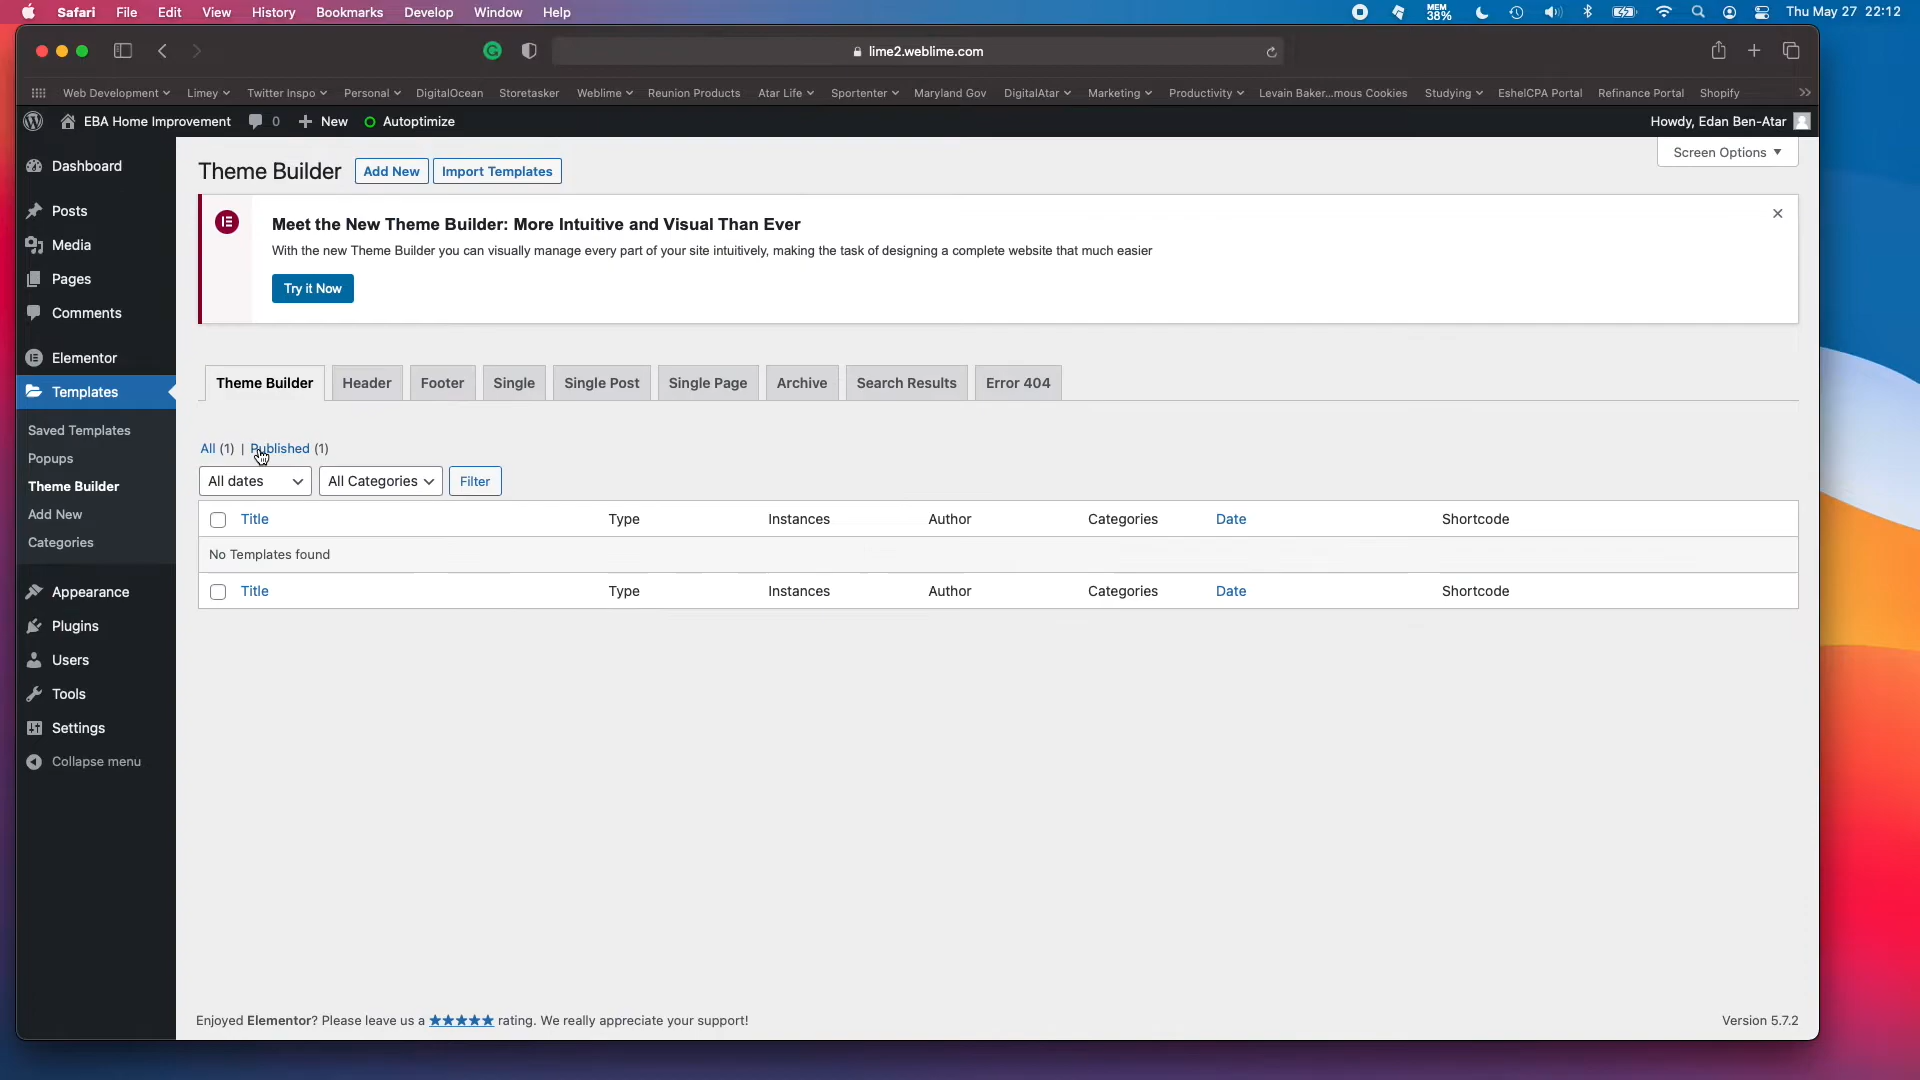 Safari File Edit View History Bookmarks Develop Window Help MEM 38% Thu May 27 22:12
lime2.weblime.com
Web Development Limey Twitter Inspo Personal DigitalOcean Storetasker Weblime Reunion Products Atar Life Sportenter Maryland Gov DigitalAtar Marketing Productivity Levain Baker...mous Cookies Studying EshelCPA Portal Refinance Portal Shopify
EBA Home Improvement 0 + New Autoptimize Howdy, Edan Ben-Atar
Screen Options
Dashboard
Posts
Media
Pages
Comments
Elementor
Templates
Saved Templates
Popups
Theme Builder
Add New
Categories
Appearance
Plugins
Users
Tools
Settings
Collapse menu
Theme Builder Add New Import Templates
Meet the New Theme Builder: More Intuitive and Visual Than Ever
With the new Theme Builder you can visually manage every part of your site intuitively, making the task of designing a complete website that much easier
Try it Now
Theme Builder Header Footer Single Single Post Single Page Archive Search Results Error 404
All (1) | Published (1)
All dates All Categories Filter
Title Type Instances Author Categories Date Shortcode
No Templates found
Title Type Instances Author Categories Date Shortcode
Enjoyed Elementor? Please leave us a ★★★★★ rating. We really appreciate your support! Version 5.7.2